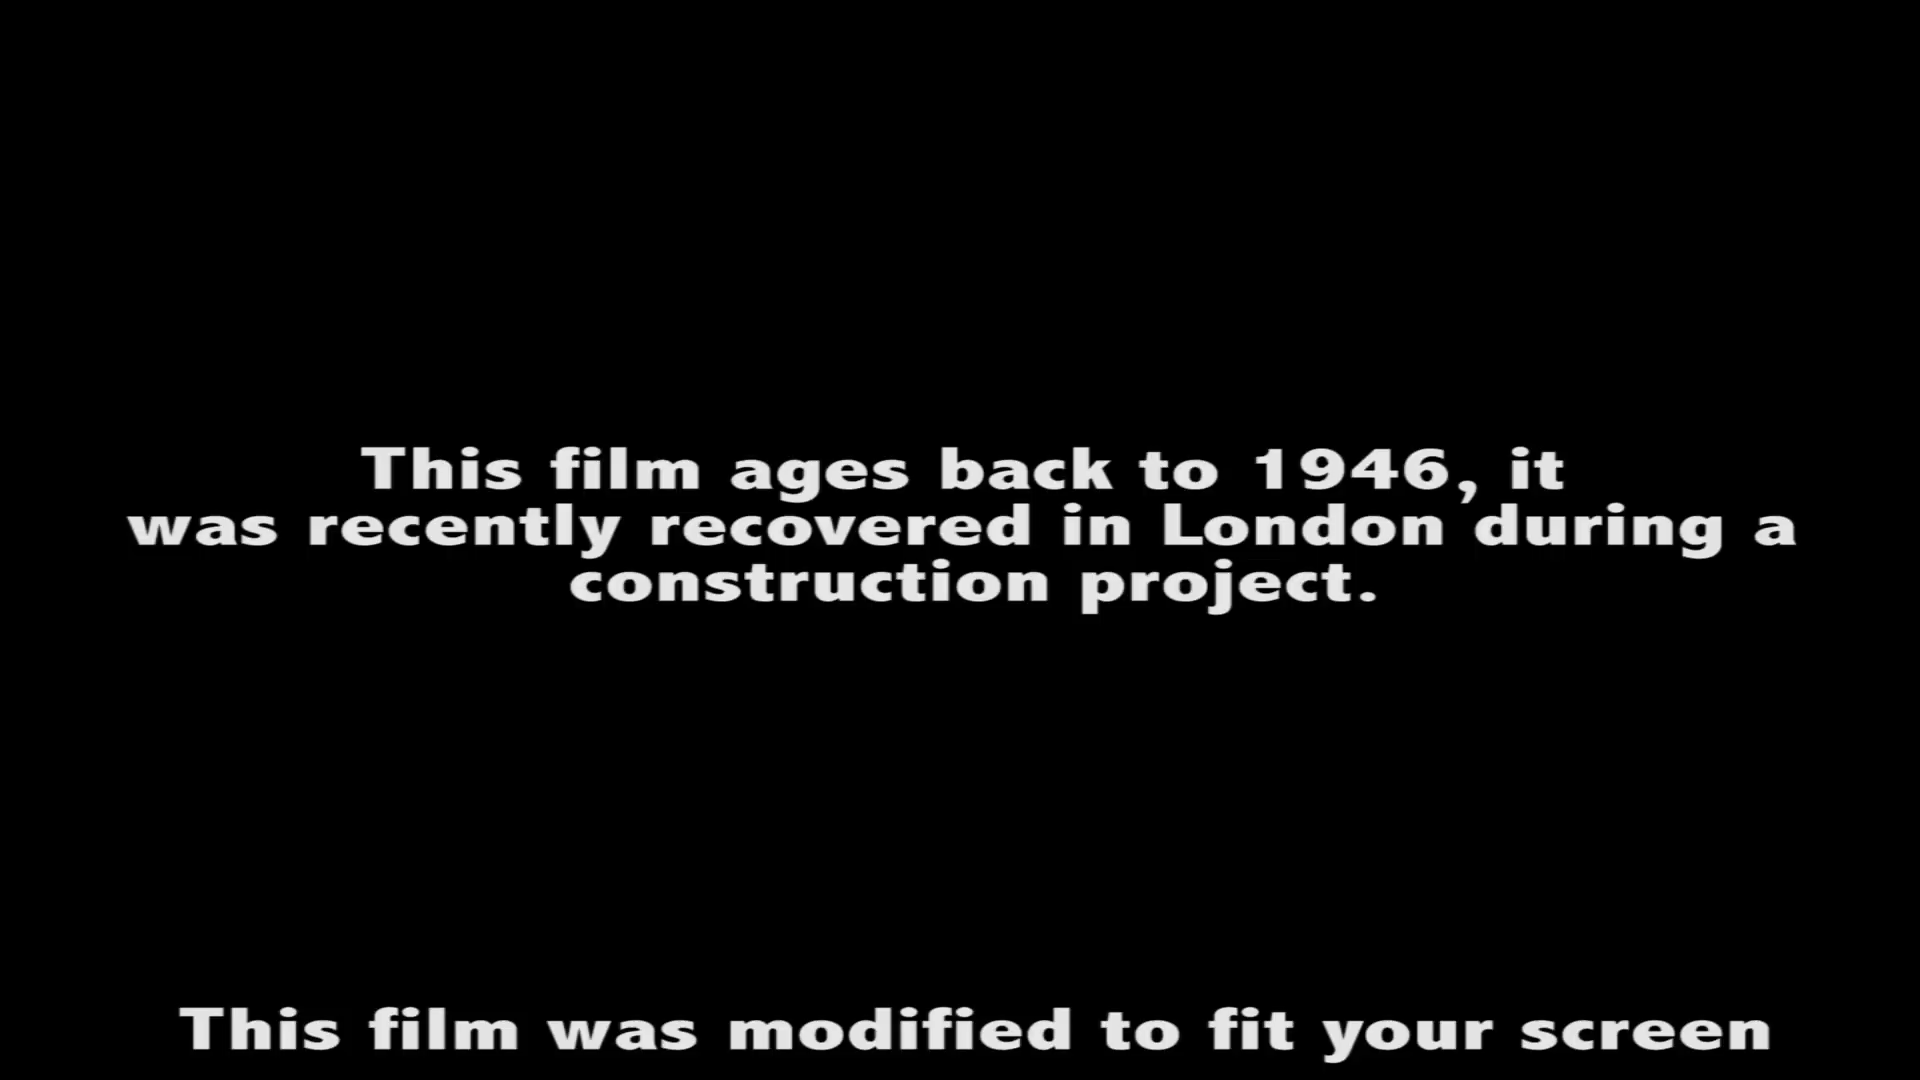 This film ages back to 1946, it
was recently recovered in London during a
construction project.
This film was modified to fit your screen